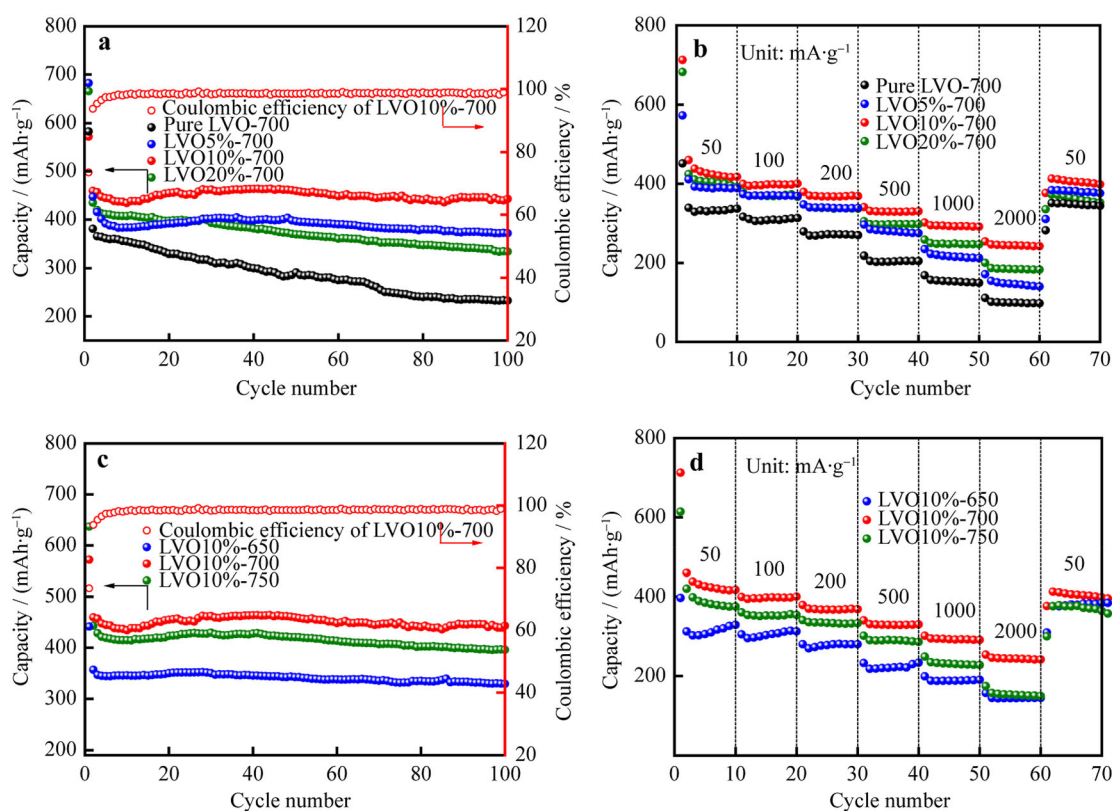 a
800
700
600
500
400
300
200
Capacity / (mAh·g⁻¹)
120
100
80
60
40
20
Coulombic efficiency / %
Coulombic efficiency of LVO10%-700
Pure LVO-700
LVO5%-700
LVO10%-700
LVO20%-700
0 20 40 60 80 100
Cycle number
b
Unit: mA·g⁻¹
800
600
400
200
0
Capacity / (mAh·g⁻¹)
Pure LVO-700
LVO5%-700
LVO10%-700
LVO20%-700
50 100 200 500 1000 2000 50
0 10 20 30 40 50 60 70
Cycle number
c
800
700
600
500
400
300
200
Capacity / (mAh·g⁻¹)
120
100
80
60
40
20
Coulombic efficiency / %
Coulombic efficiency of LVO10%-700
LVO10%-650
LVO10%-700
LVO10%-750
0 20 40 60 80 100
Cycle number
d
Unit: mA·g⁻¹
800
600
400
200
Capacity / (mAh·g⁻¹)
LVO10%-650
LVO10%-700
LVO10%-750
50 100 200 500 1000 2000 50
0 10 20 30 40 50 60 70
Cycle number